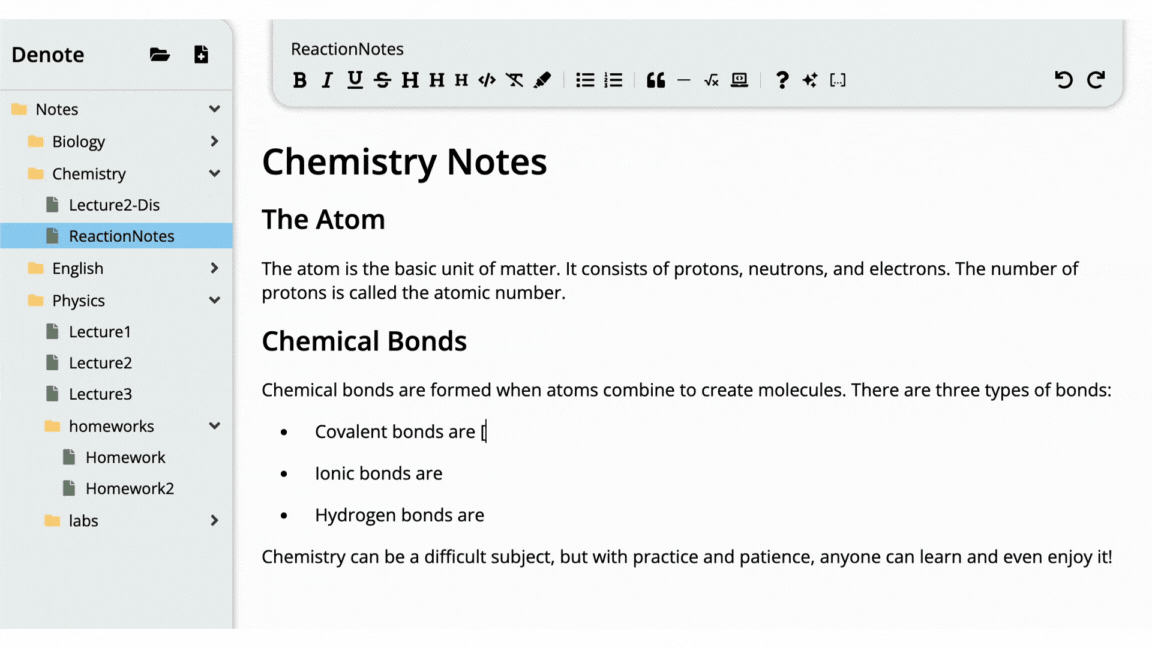 Denote
Notes
Biology
Chemistry
Lecture2-Dis
ReactionNotes
English
Physics
Lecture1
Lecture2
Lecture3
homeworks
Homework
Homework2
labs
ReactionNotes
B I U S H H H
Chemistry Notes
The Atom
The atom is the basic unit of matter. It consists of protons, neutrons, and electrons. The number of
protons is called the atomic number.
Chemical Bonds
Chemical bonds are formed when atoms combine to create molecules. There are three types of bonds:
• Covalent bonds are [
• Ionic bonds are
• Hydrogen bonds are
Chemistry can be a difficult subject, but with practice and patience, anyone can learn and even enjoy it!